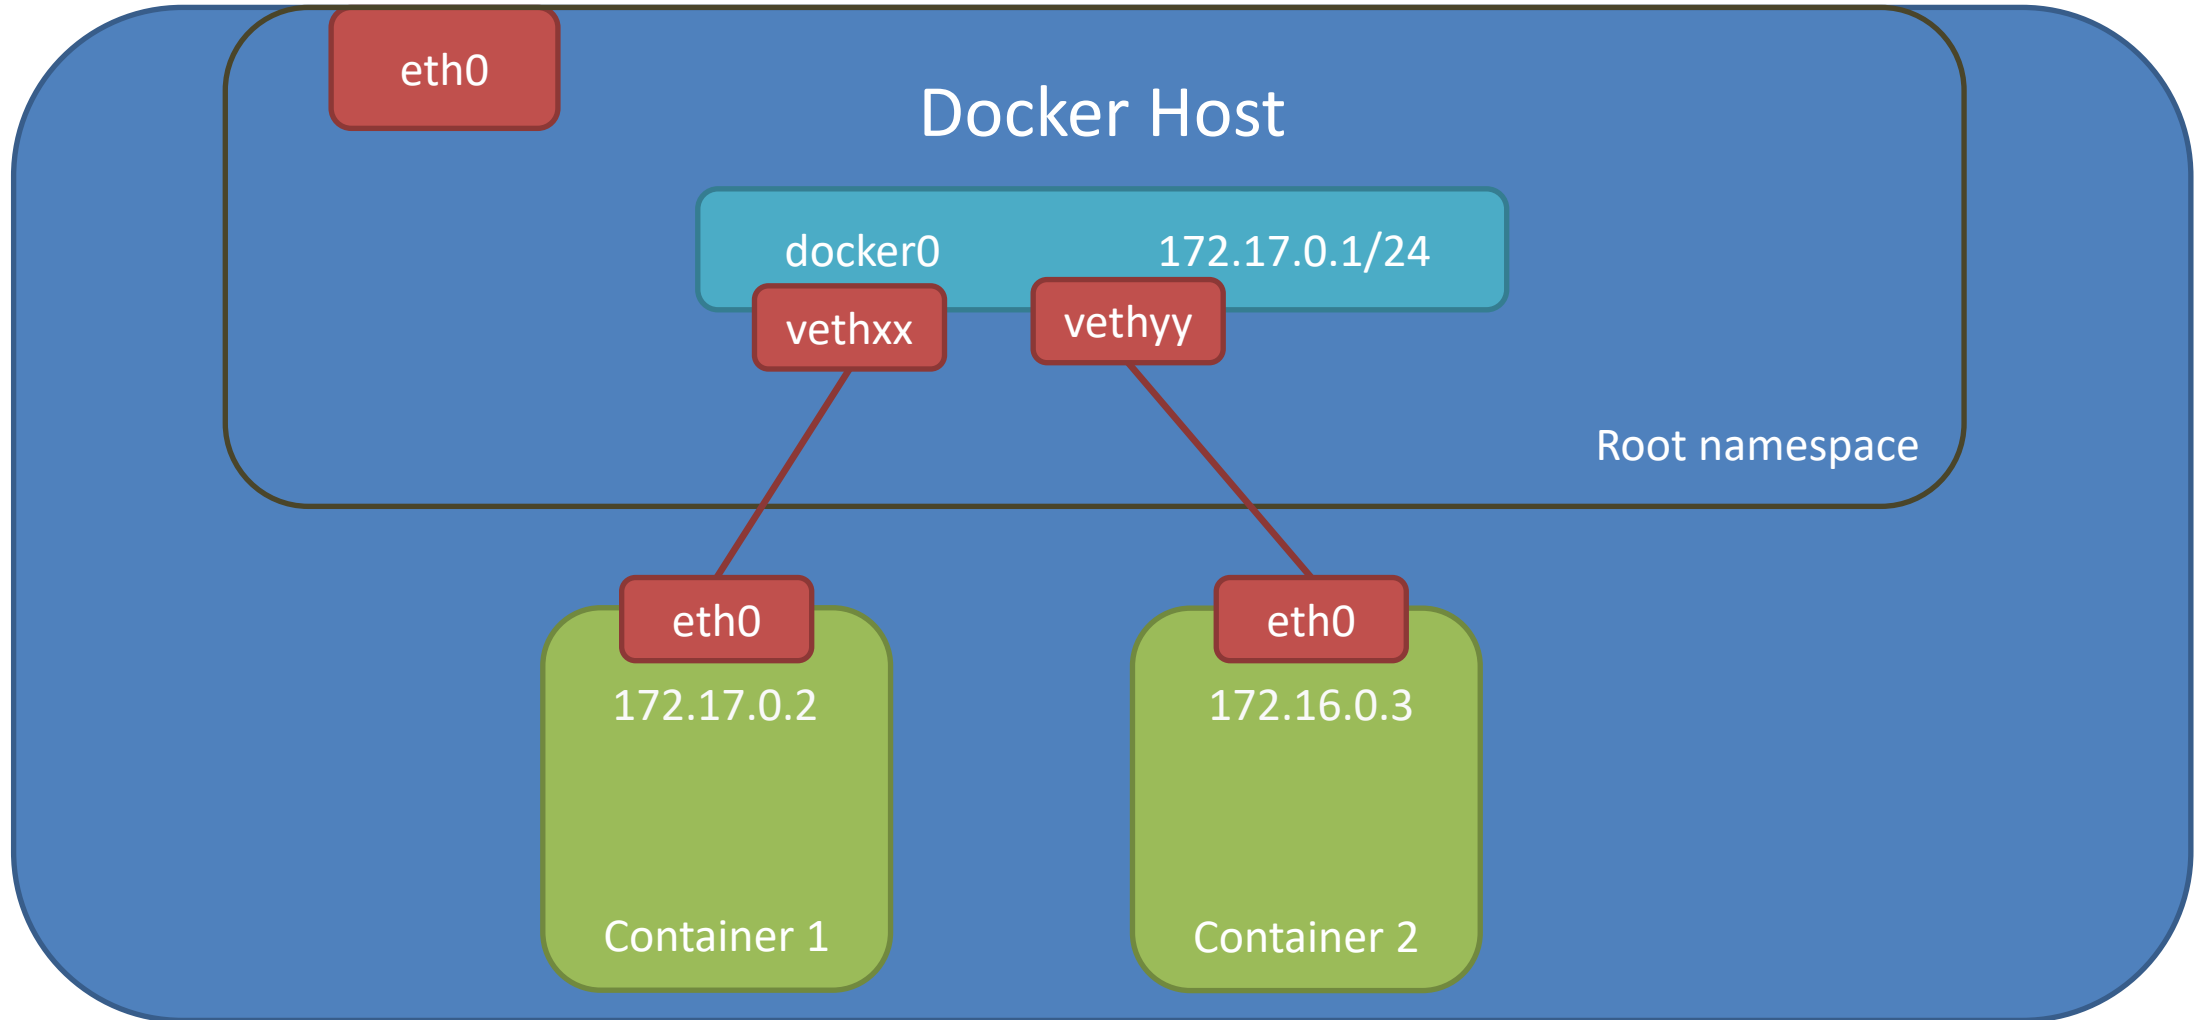 eth0
Docker Host
docker0
172.17.0.1/24
vethxx
vethyy
Root namespace
eth0
eth0
172.17.0.2
172.16.0.3
Container 1
Container 2